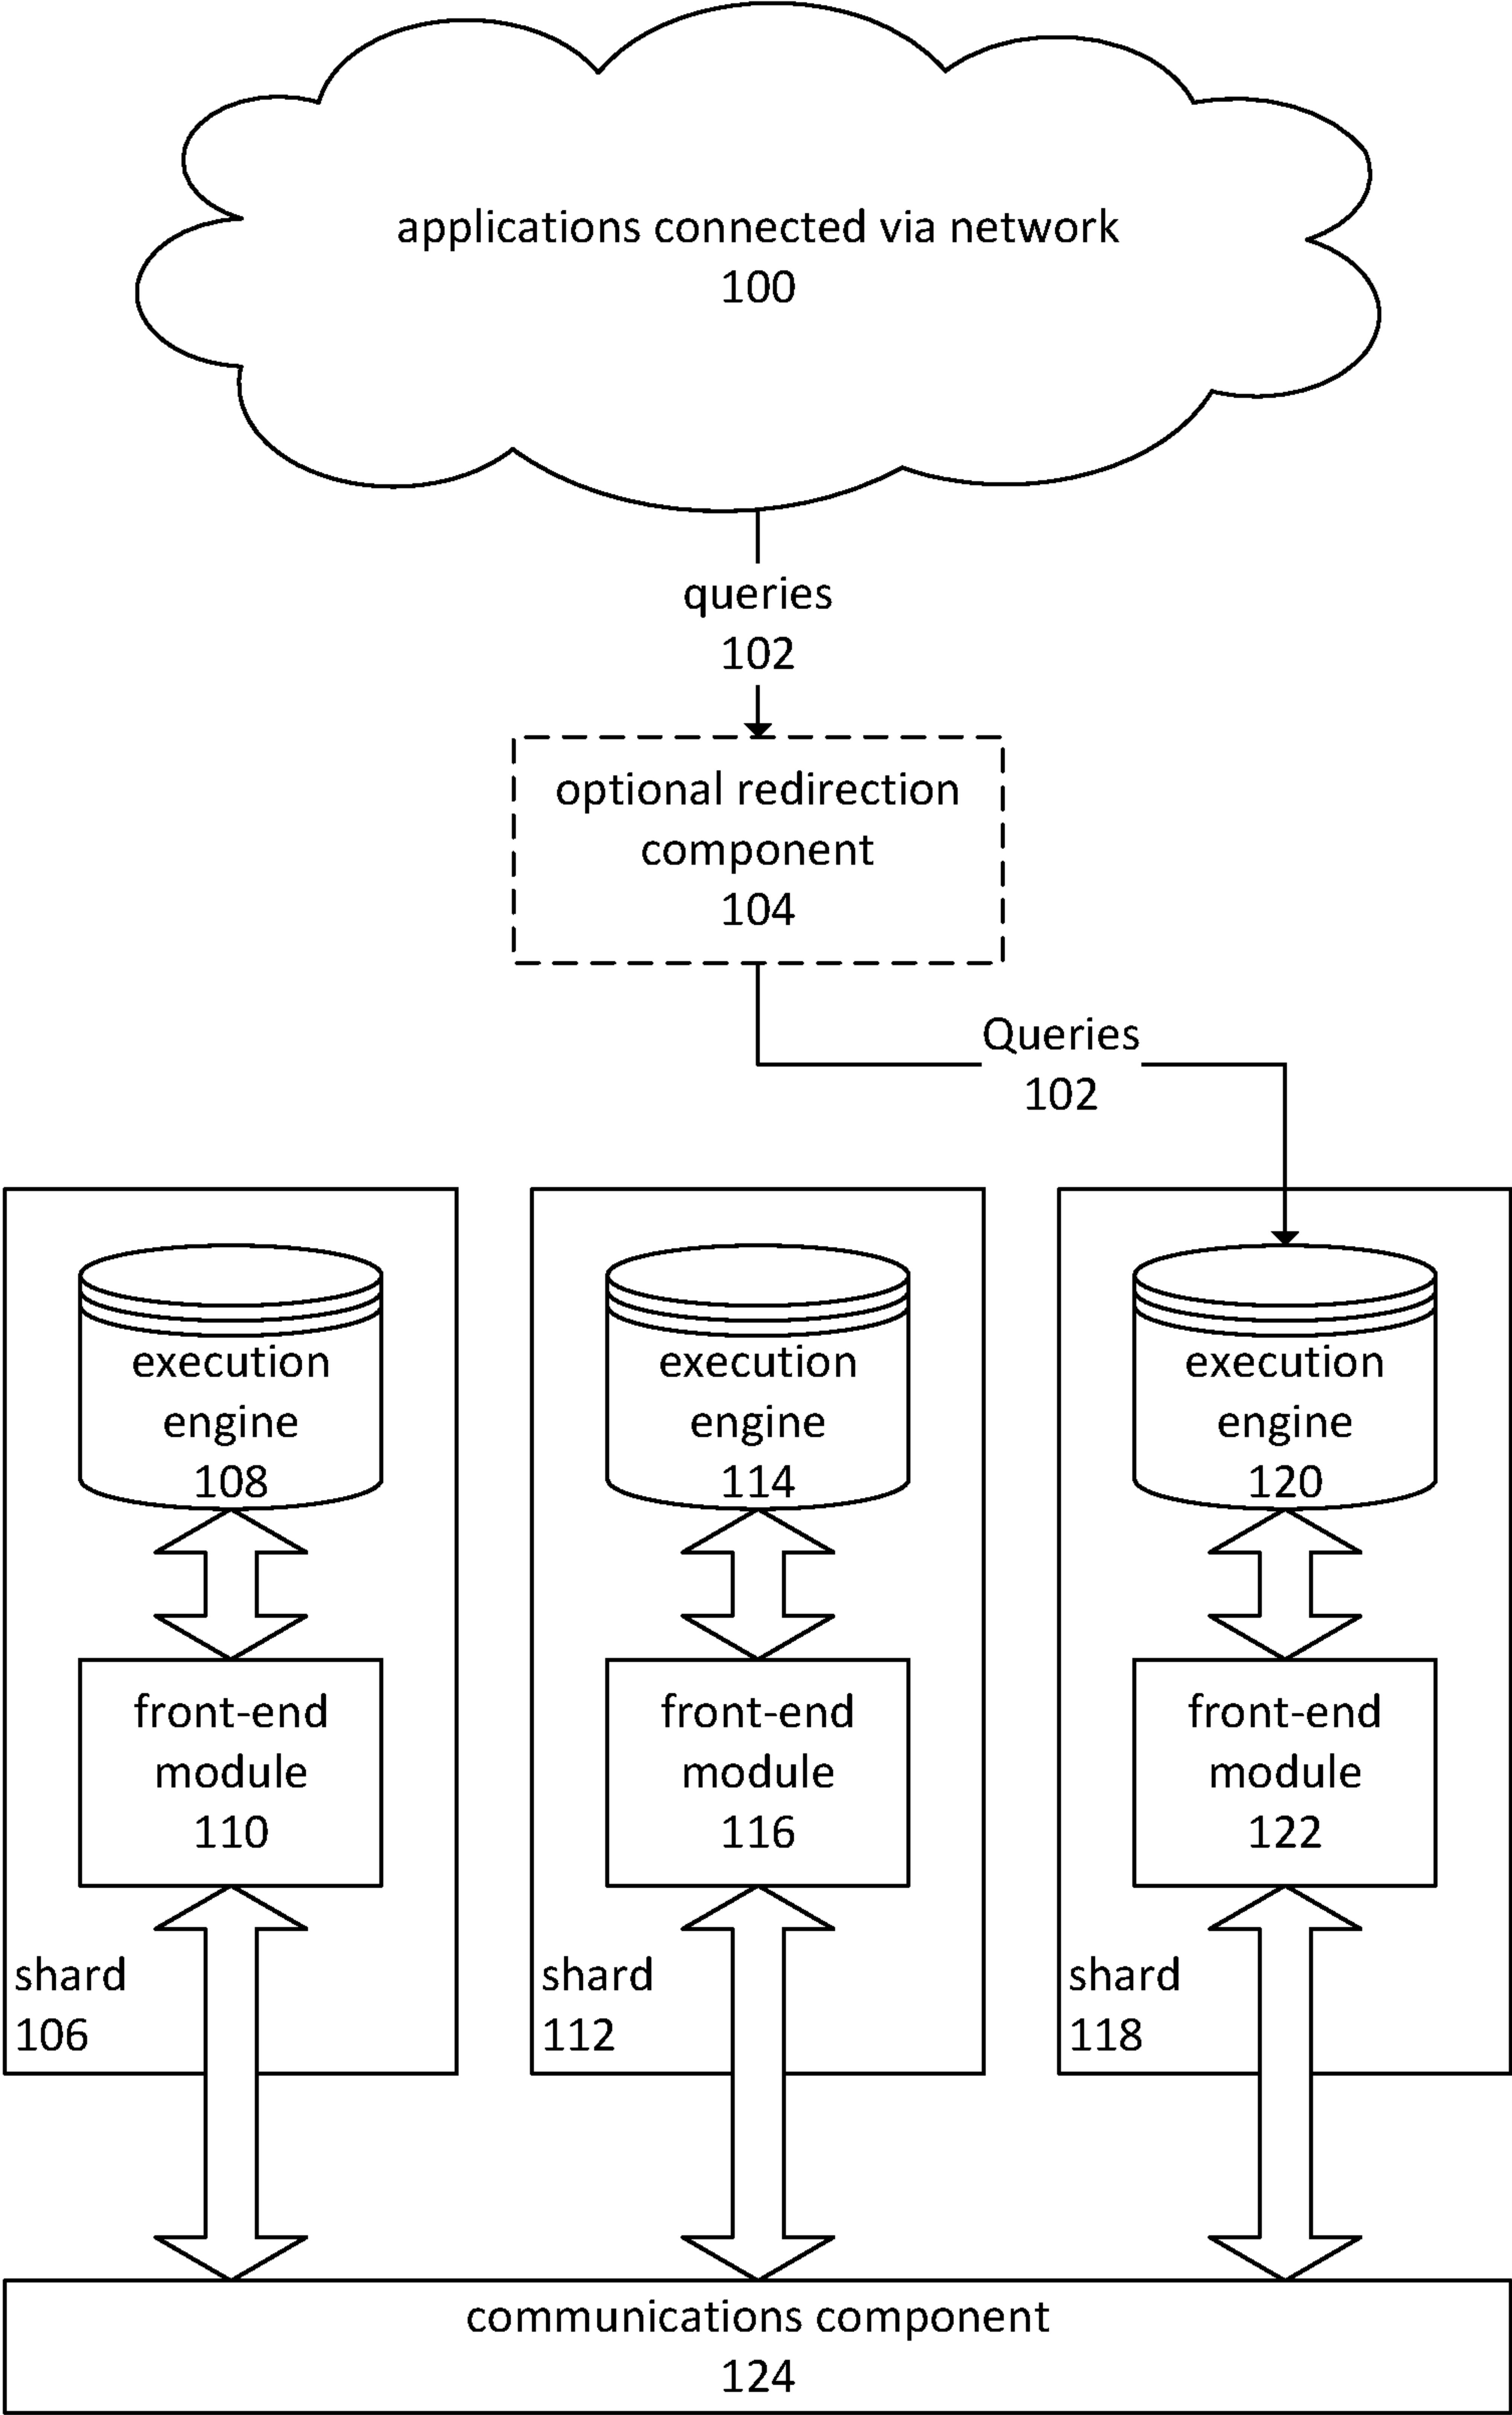 applications connected via network
100
queries
102
optional redirection
component
104
Queries
102
execution
engine
108
execution
engine
114
execution
engine
120
front-end
module
110
front-end
module
116
front-end
module
122
shard
106
shard
112
shard
118
communications component
124